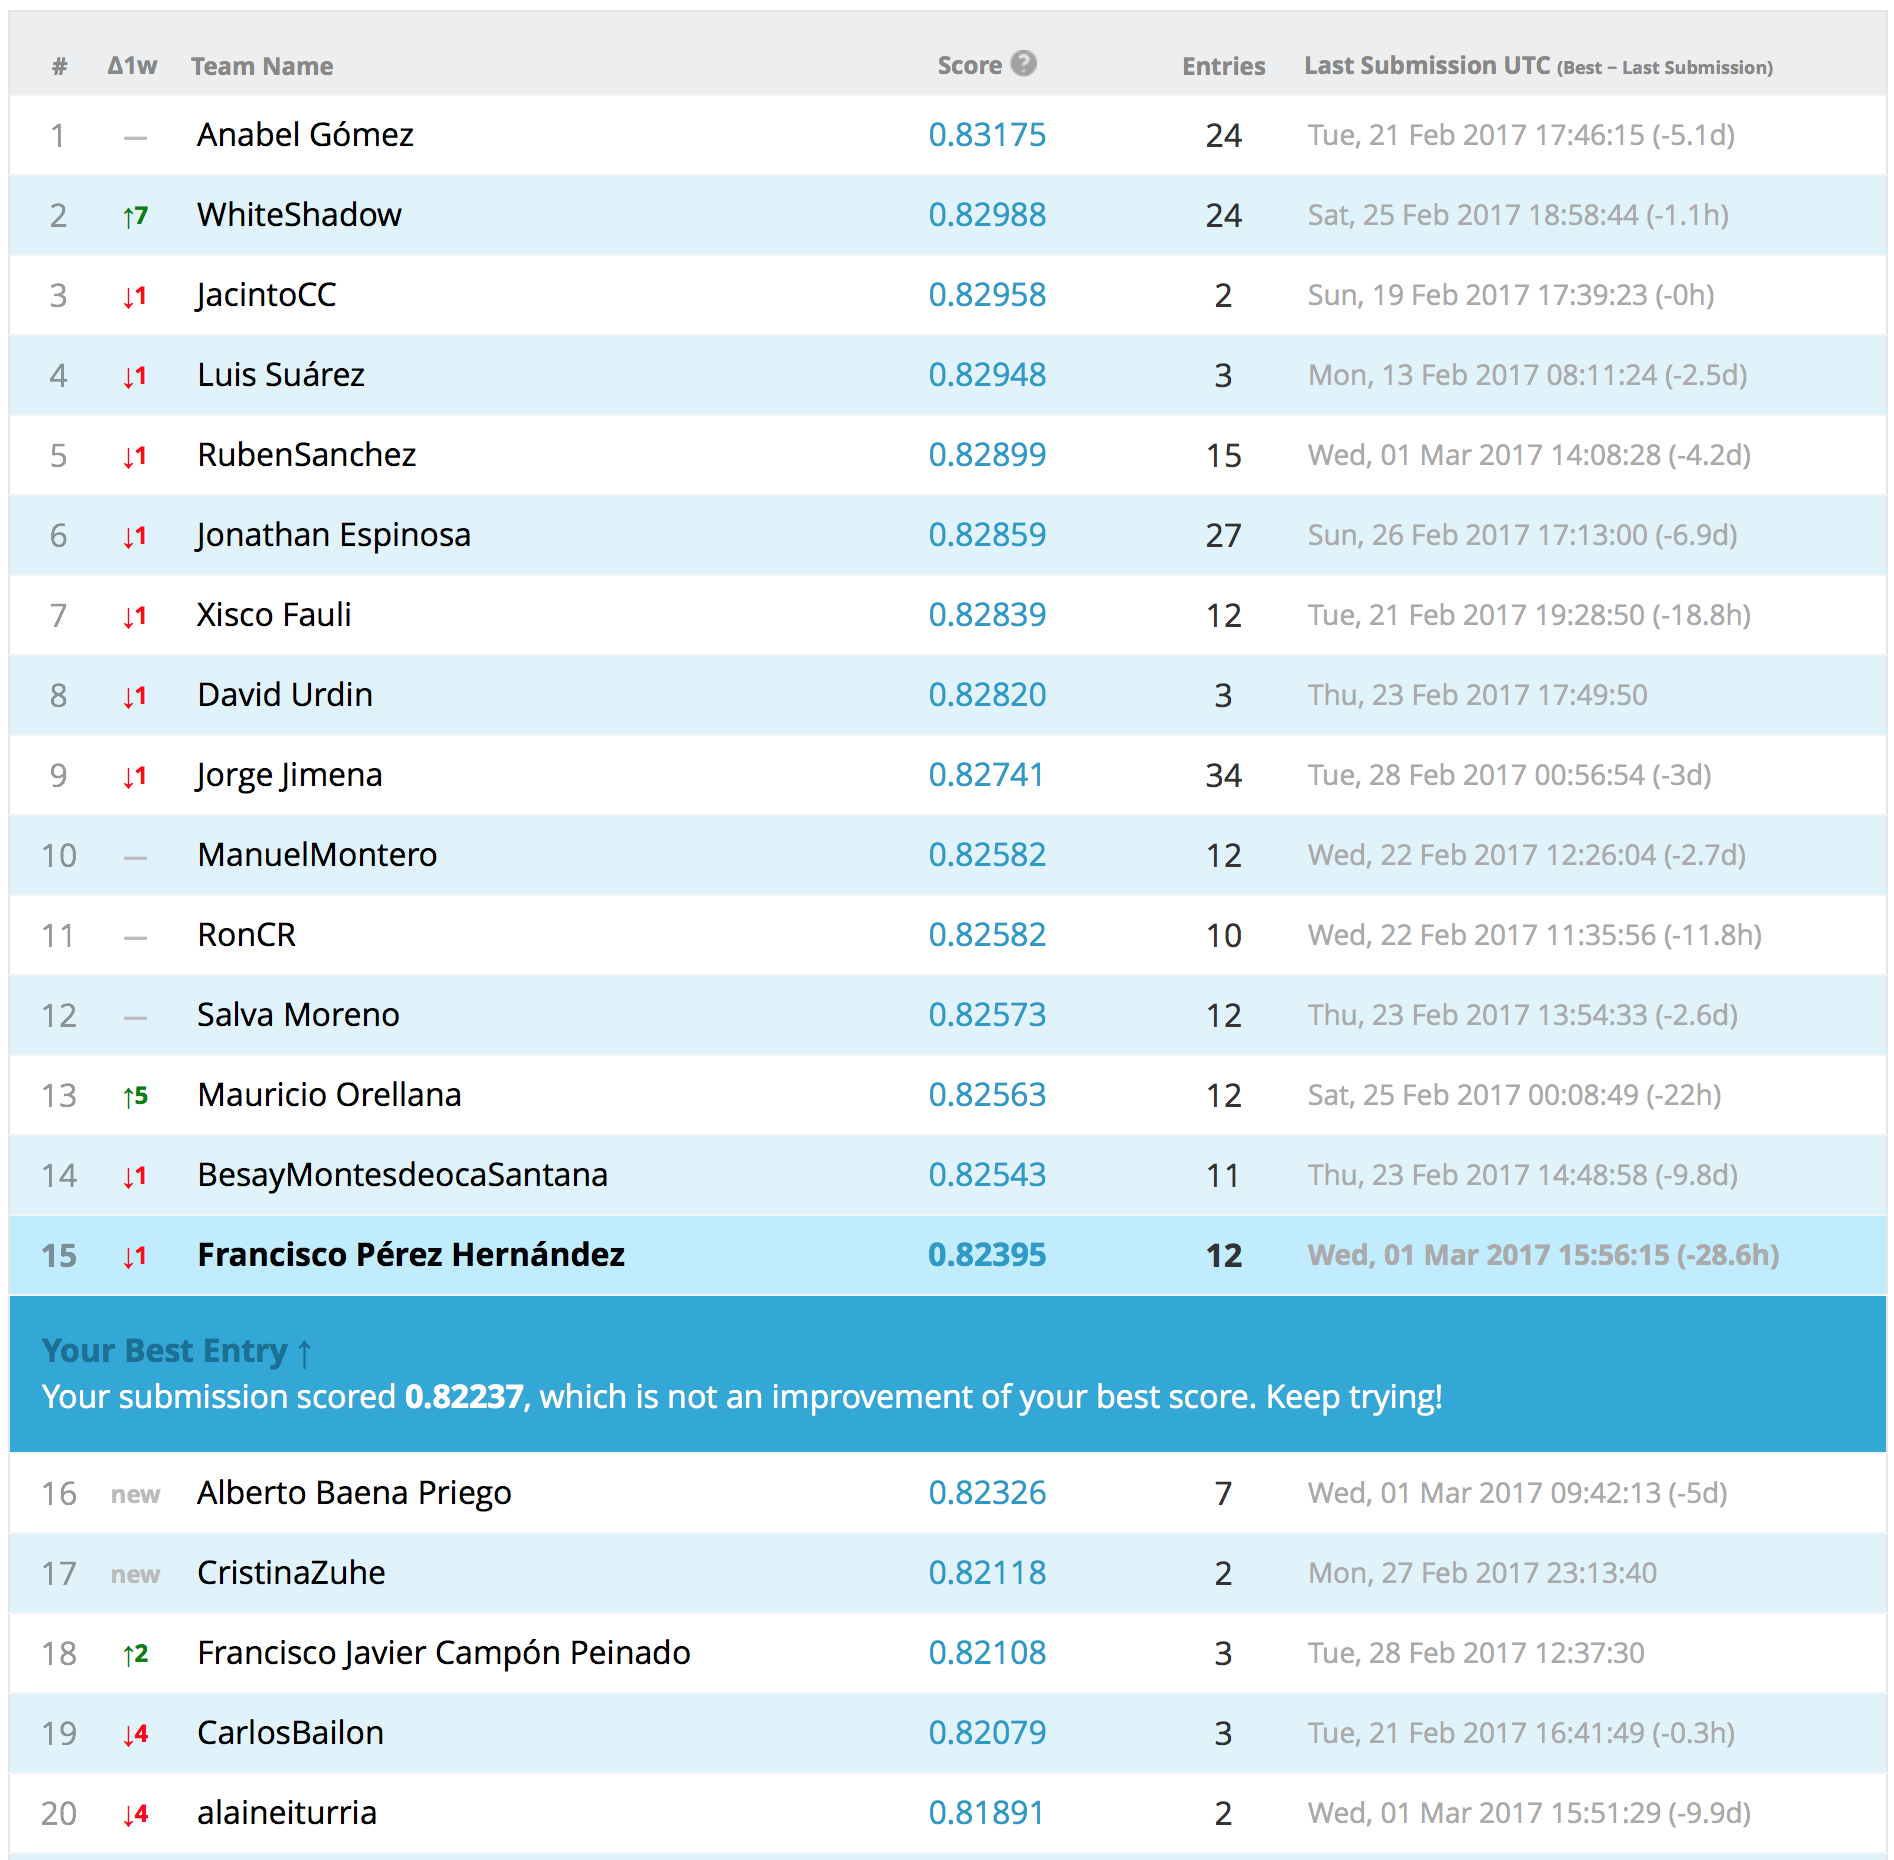 # Δ1w Team Name Score ? Entries Last Submission UTC (Best – Last Submission)
1 — Anabel Gómez 0.83175 24 Tue, 21 Feb 2017 17:46:15 (-5.1d)
2 ↑7 WhiteShadow 0.82988 24 Sat, 25 Feb 2017 18:58:44 (-1.1h)
3 ↓1 JacintoCC 0.82958 2 Sun, 19 Feb 2017 17:39:23 (-0h)
4 ↓1 Luis Suárez 0.82948 3 Mon, 13 Feb 2017 08:11:24 (-2.5d)
5 ↓1 RubenSanchez 0.82899 15 Wed, 01 Mar 2017 14:08:28 (-4.2d)
6 ↓1 Jonathan Espinosa 0.82859 27 Sun, 26 Feb 2017 17:13:00 (-6.9d)
7 ↓1 Xisco Fauli 0.82839 12 Tue, 21 Feb 2017 19:28:50 (-18.8h)
8 ↓1 David Urdin 0.82820 3 Thu, 23 Feb 2017 17:49:50
9 ↓1 Jorge Jimena 0.82741 34 Tue, 28 Feb 2017 00:56:54 (-3d)
10 — ManuelMontero 0.82582 12 Wed, 22 Feb 2017 12:26:04 (-2.7d)
11 — RonCR 0.82582 10 Wed, 22 Feb 2017 11:35:56 (-11.8h)
12 — Salva Moreno 0.82573 12 Thu, 23 Feb 2017 13:54:33 (-2.6d)
13 ↑5 Mauricio Orellana 0.82563 12 Sat, 25 Feb 2017 00:08:49 (-22h)
14 ↓1 BesayMontesdeocaSantana 0.82543 11 Thu, 23 Feb 2017 14:48:58 (-9.8d)
15 ↓1 Francisco Pérez Hernández 0.82395 12 Wed, 01 Mar 2017 15:56:15 (-28.6h)
Your Best Entry ↑
Your submission scored 0.82237, which is not an improvement of your best score. Keep trying!
16 new Alberto Baena Priego 0.82326 7 Wed, 01 Mar 2017 09:42:13 (-5d)
17 new CristinaZuhe 0.82118 2 Mon, 27 Feb 2017 23:13:40
18 ↑2 Francisco Javier Campón Peinado 0.82108 3 Tue, 28 Feb 2017 12:37:30
19 ↓4 CarlosBailon 0.82079 3 Tue, 21 Feb 2017 16:41:49 (-0.3h)
20 ↓4 alaineiturria 0.81891 2 Wed, 01 Mar 2017 15:51:29 (-9.9d)